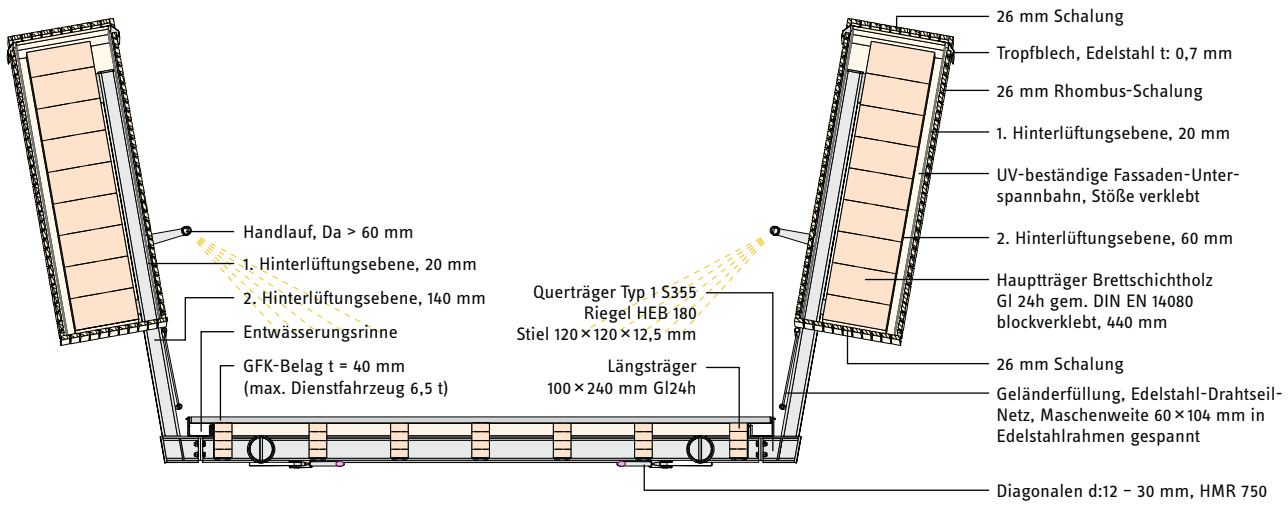 26 mm Schalung
Tropfblech, Edelstahl t: 0,7 mm
26 mm Rhombus-Schalung
1. Hinterlüftungsebene, 20 mm
UV-beständige Fassaden-Unter-
spannbahn, Stöße verklebt
2. Hinterlüftungsebene, 60 mm
Hauptträger Brettschichtholz
Gl 24h gem. DIN EN 14080
blockverklebt, 440 mm
26 mm Schalung
Geländerfüllung, Edelstahl-Drahtseil-
Netz, Maschenweite 60 × 104 mm in
Edelstahlrahmen gespannt
Diagonalen d:12 – 30 mm, HMR 750
Handlauf, Da > 60 mm
1. Hinterlüftungsebene, 20 mm
2. Hinterlüftungsebene, 140 mm
Entwässerungsrinne
GFK-Belag t = 40 mm
(max. Dienstfahrzeug 6,5 t)
Querträger Typ 1 S355
Riegel HEB 180
Stiel 120 × 120 × 12,5 mm
Längsträger
100 × 240 mm Gl24h